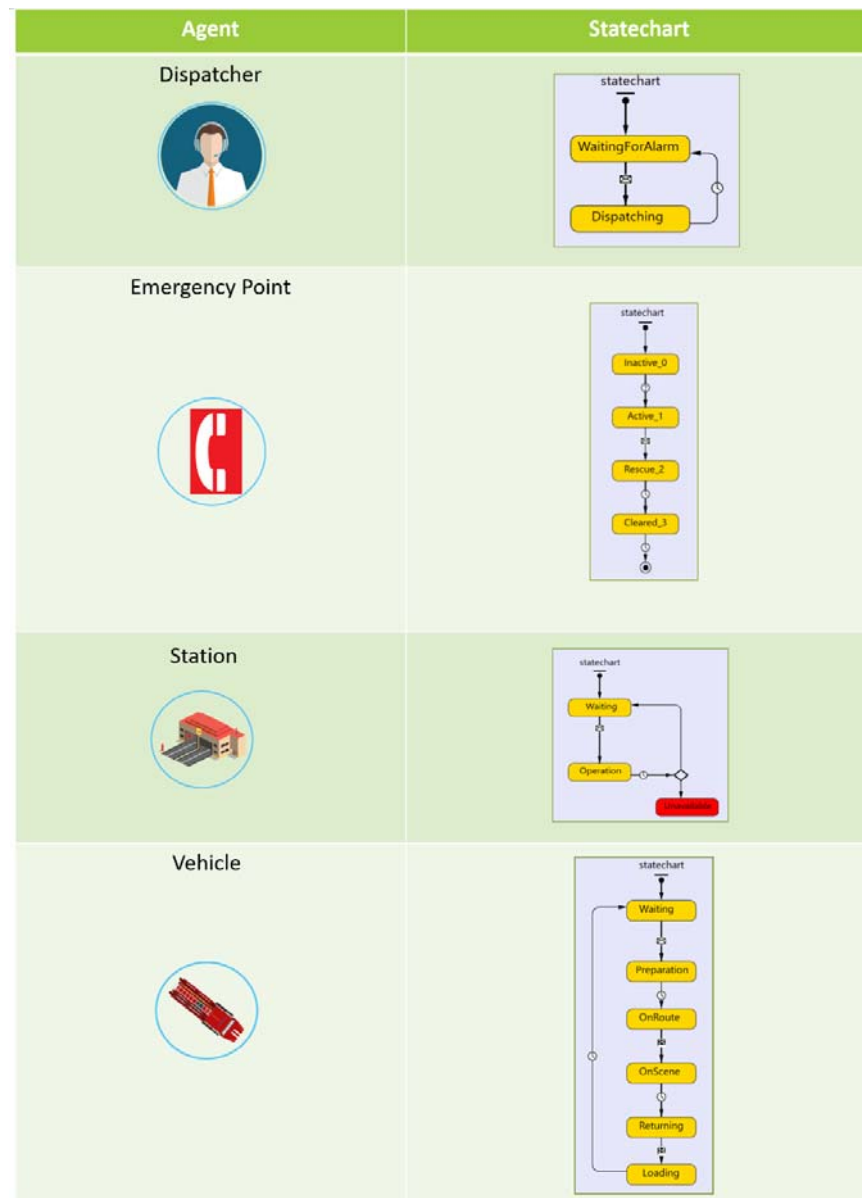 Agent Statechart
Dispatcher
statechart
WaitingForAlarm
Dispatching
Emergency Point
statechart
Inactive_0
Active_1
Rescue_2
Cleared_3
Station
statechart
Waiting
Operation
Unavailable
Vehicle
statechart
Waiting
Preparation
OnRoute
OnScene
Returning
Loading